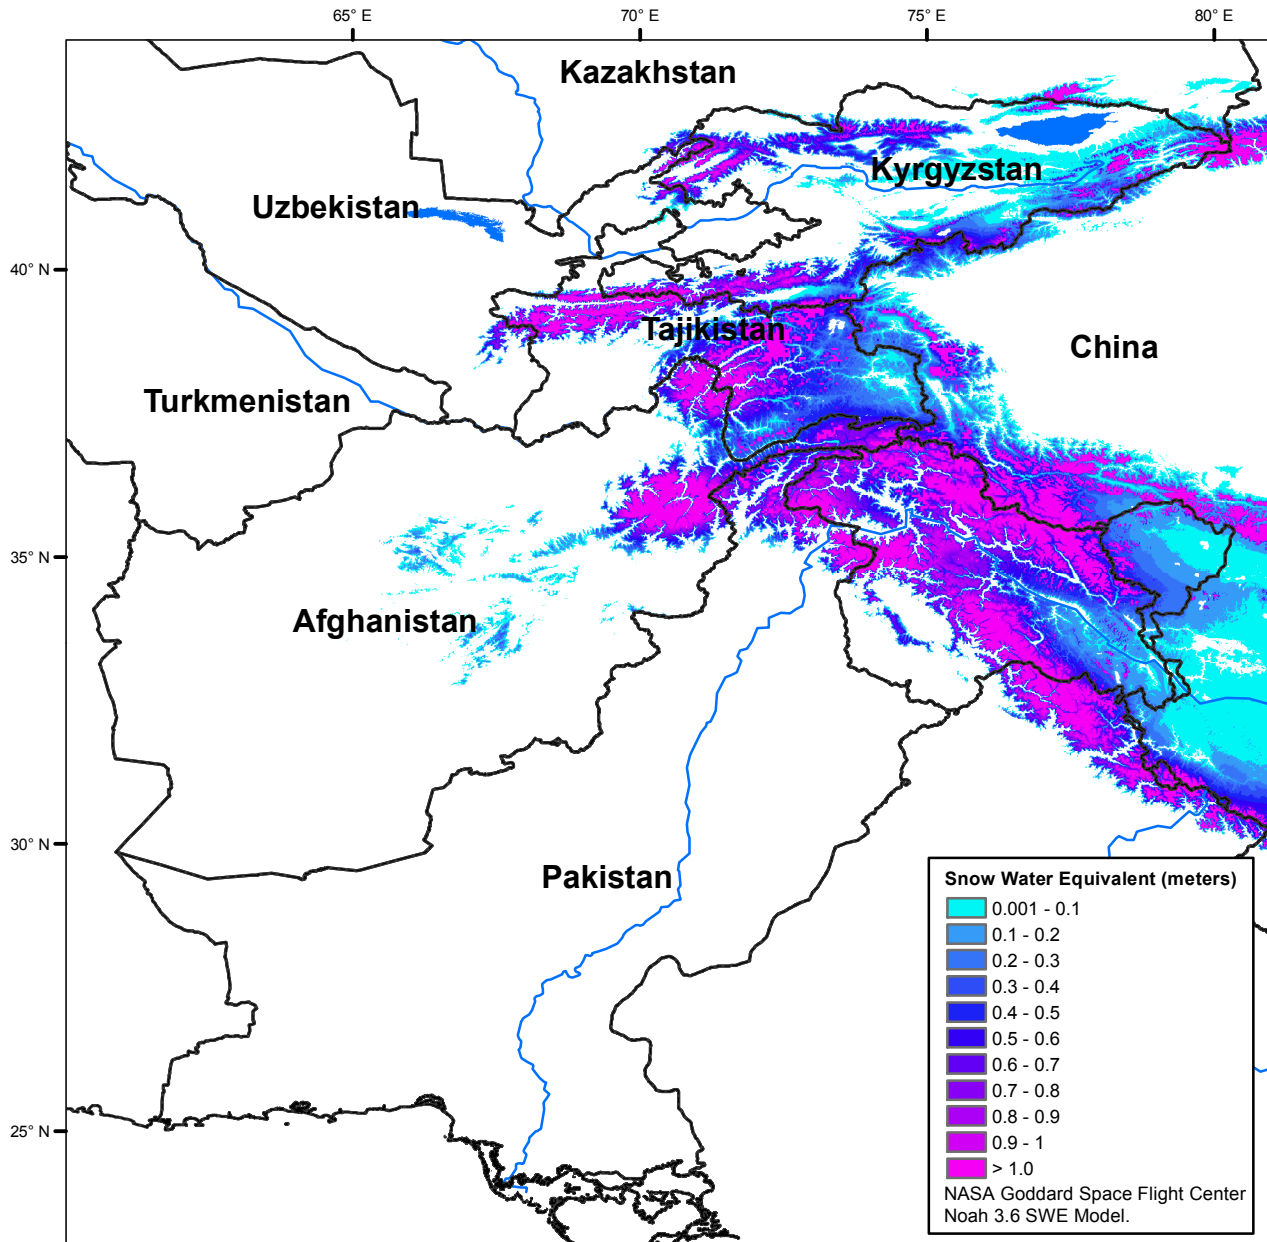 65° E
70° E
75° E
80° E
Kazakhstan
Kyrgyzstan
Uzbekistan
40° N
Tajikistan
China
Turkmenistan
35° N
Afghanistan
30° N
Pakistan
25° N
Snow Water Equivalent (meters)
0.001 - 0.1
0.1 - 0.2
0.2 - 0.3
0.3 - 0.4
0.4 - 0.5
0.5 - 0.6
0.6 - 0.7
0.7 - 0.8
0.8 - 0.9
0.9 - 1
> 1.0
NASA Goddard Space Flight Center
Noah 3.6 SWE Model.